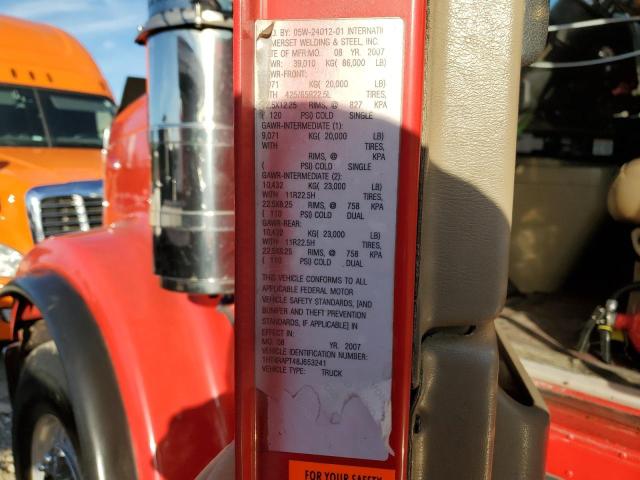 D. BY: 05W-24012-01 INTERNATI
MERSET WELDING & STEEL, INC.
TE OF MFR: MO. 08 YR. 2007
WR: 39,010 KG( 86,000 LB)
WR-FRONT:
071 KG( 20,000 LB)
TH 425/65R22.5L TIRES,
2.5X12.25 RIMS, @ 827 KPA
( 120 PSI) COLD SINGLE
GAWR-INTERMEDIATE (1):
9,071 KG( 20,000 LB)
WITH TIRES,
RIMS, @ KPA
( PSI) COLD SINGLE
GAWR-INTERMEDIATE (2):
10,432 KG( 23,000 LB)
WITH 11R22.5H TIRES,
22.5X8.25 RIMS, @ 758 KPA
( 110 PSI) COLD DUAL
GAWR-REAR:
10,432 KG( 23,000 LB)
WITH 11R22.5H TIRES,
22.5X8.25 RIMS, @ 758 KPA
( 110 PSI) COLD DUAL
THIS VEHICLE CONFORMS TO ALL
APPLICABLE FEDERAL MOTOR
VEHICLE SAFETY STANDARDS, [AND
BUMPER AND THEFT PREVENTION
STANDARDS, IF APPLICABLE] IN
EFFECT IN:
MO. 08 YR. 2007
VEHICLE IDENTIFICATION NUMBER:
1HTXRAPT48J653241
VEHICLE TYPE: TRUCK
FOR YOUR SAFETY